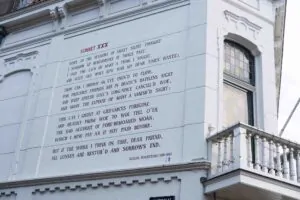 SONNET XXX
WHEN TO THE SESSIONS OF SWEET SILENT THOUGHT
I SUMMON UP REMEMBRANCE OF THINGS PAST,
I SIGH THE LACK OF MANY A THING I SOUGHT,
AND WITH OLD WOES NEW WAIL MY DEAR TIMES WASTE:
THEN CAN I DROWN AN EYE, UNUS'D TO FLOW,
FOR PRECIOUS FRIENDS HID IN DEATH'S DATELESS NIGHT
AND WEEP AFRESH LOVE'S LONG SINCE CANCELL'D WOE,
AND MOAN THE EXPENSE OF MANY A VANISH'D SIGHT:
THEN CAN I GRIEVE AT GRIEVANCES FOREGONE,
AND HEAVILY FROM WOE TO WOE TELL O'ER
THE SAD ACCOUNT OF FORE-BEMOANED MOAN,
WHICH I NEW PAY AS IF NOT PAID BEFORE.
BUT IF THE WHILE I THINK ON THEE, DEAR FRIEND,
ALL LOSSES ARE RESTOR'D AND SORROWS END.
WILLIAM SHAKESPEARE